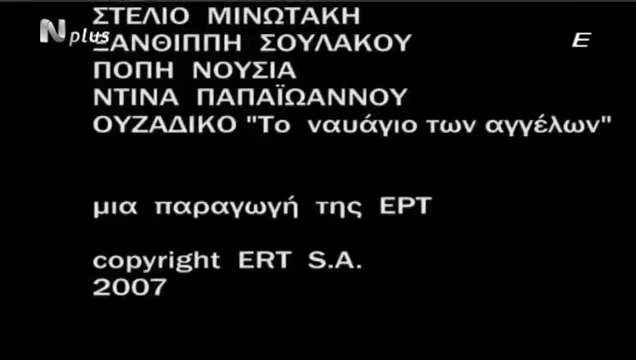 ΣΤΕΛΙΟ ΜΙΝΩΤΑΚΗ
N plus
ΞΑΝΘΙΠΠΗ ΣΟΥΛΑΚΟΥ
E
ΠΟΠΗ ΝΟΥΣΙΑ
ΝΤΙΝΑ ΠΑΠΑΪΩΑΝΝΟΥ
ΟΥΖΑΔΙΚΟ "Το ναυάγιο των αγγέλων"
μια παραγωγή της ΕΡΤ
copyright ERT S.A.
2007